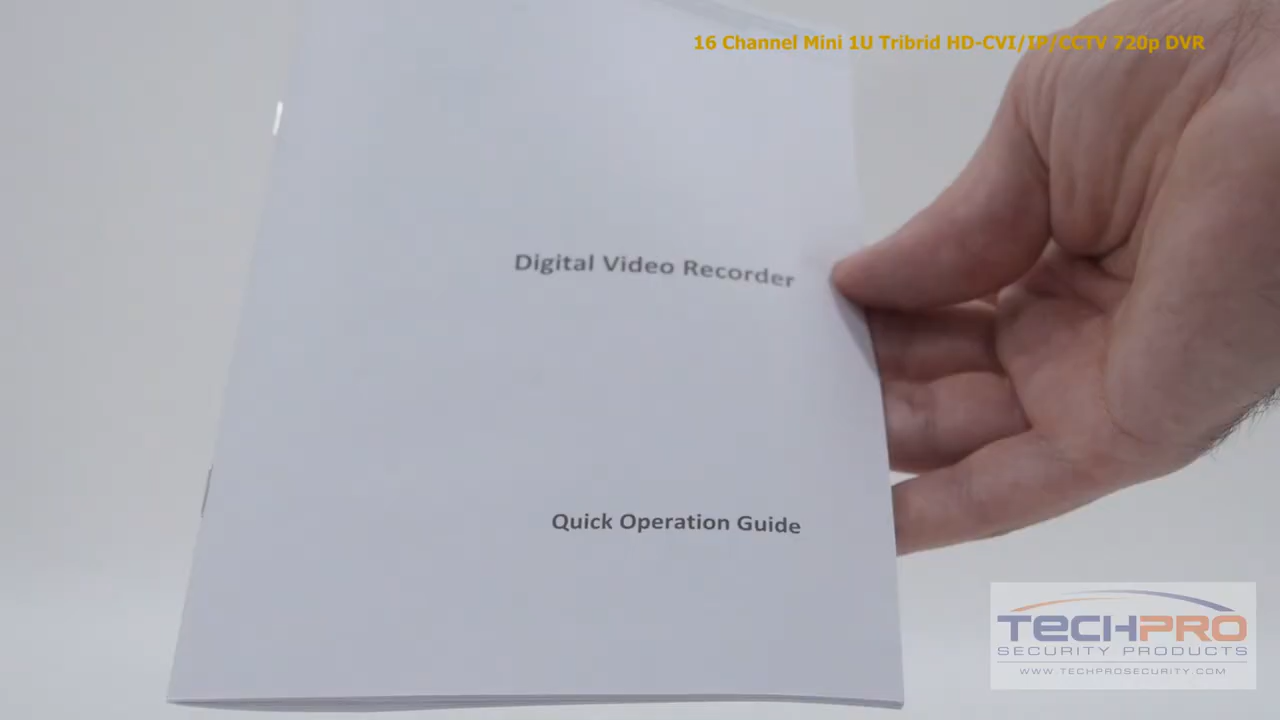 16 Channel Mini 1U Tribrid HD-CVI/IP/CCTV 720p DVR
Digital Video Recorder
Quick Operation Guide
TECHPRO
SECURITY PRODUCTS
WWW.TECHPROSECURITY.COM